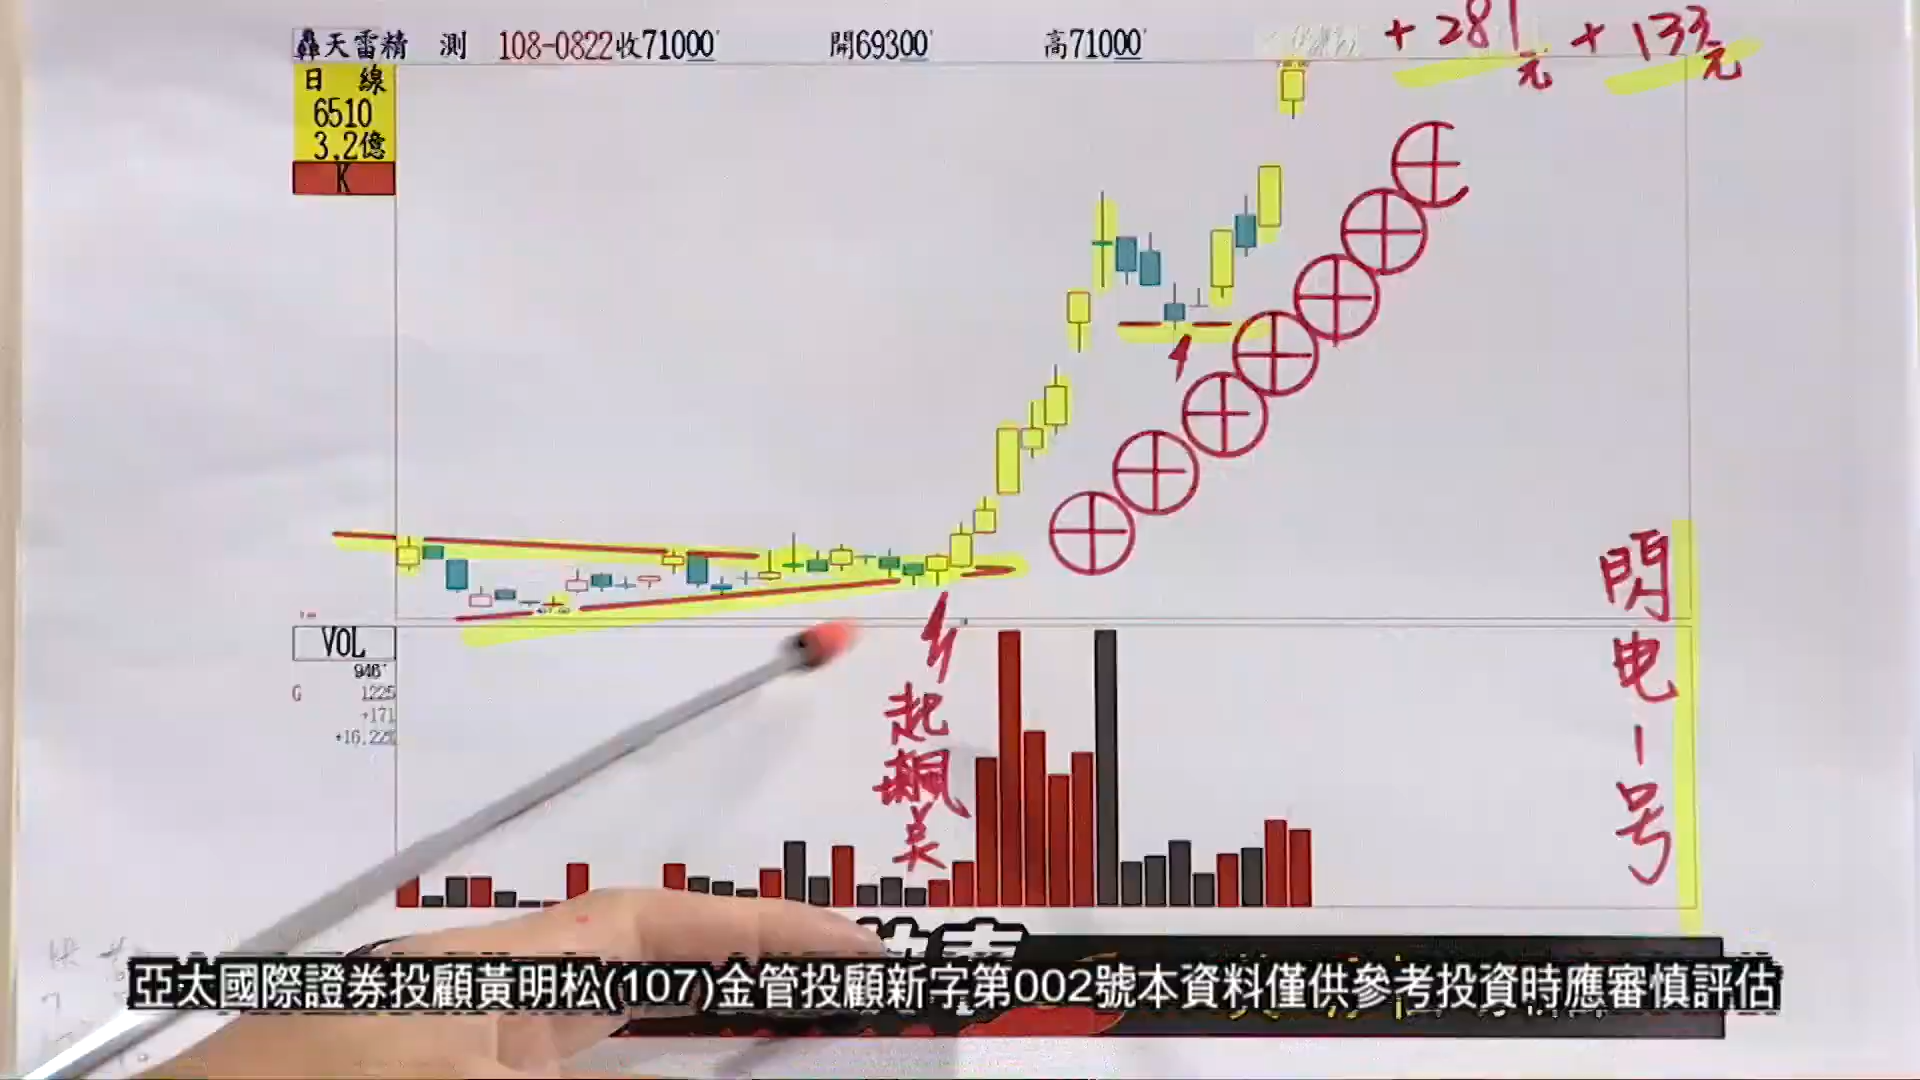 轟天雷精 測 108-0822收71000 開69300 高71000
+281元 +133元
日 線
6510
3.2億
K
VOL
946
G 1225
+171
+16.22%
起飆
閃电1号
亞太國際證券投顧黃明松(107)金管投顧新字第002號本資料僅供參考投資時應審慎評估